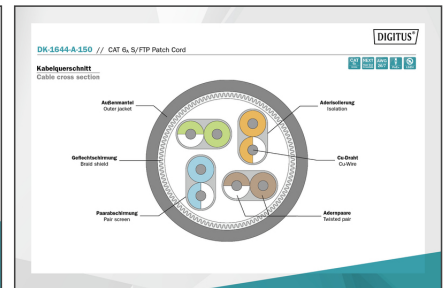 DIGITUS®
DK-1644-A-150 // CAT 6A S/FTP Patch Cord
Kabelquerschnitt
Cable cross section
Außenmantel
Outer jacket
Aderisolierung
Isolation
Geflechtschirmung
Braid shield
Cu-Draht
Cu-Wire
Paarabschirmung
Pair screen
Adernpaare
Twisted pair